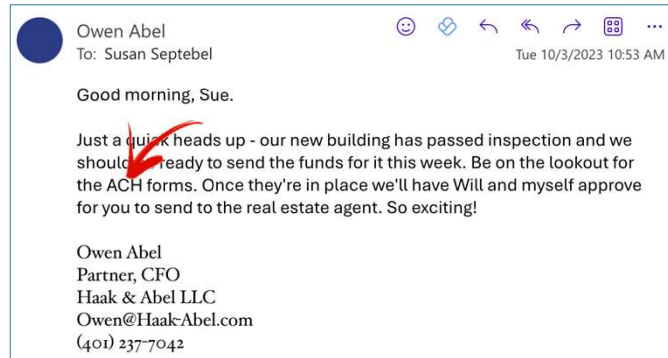 Owen Abel
To: Susan Septebel
Tue 10/3/2023 10:53 AM
Good morning, Sue.
Just a quick heads up - our new building has passed inspection and we
should ready to send the funds for it this week. Be on the lookout for
the ACH forms. Once they're in place we'll have Will and myself approve
for you to send to the real estate agent. So exciting!
Owen Abel
Partner, CFO
Haak & Abel LLC
Owen@Haak-Abel.com
(401) 237-7042